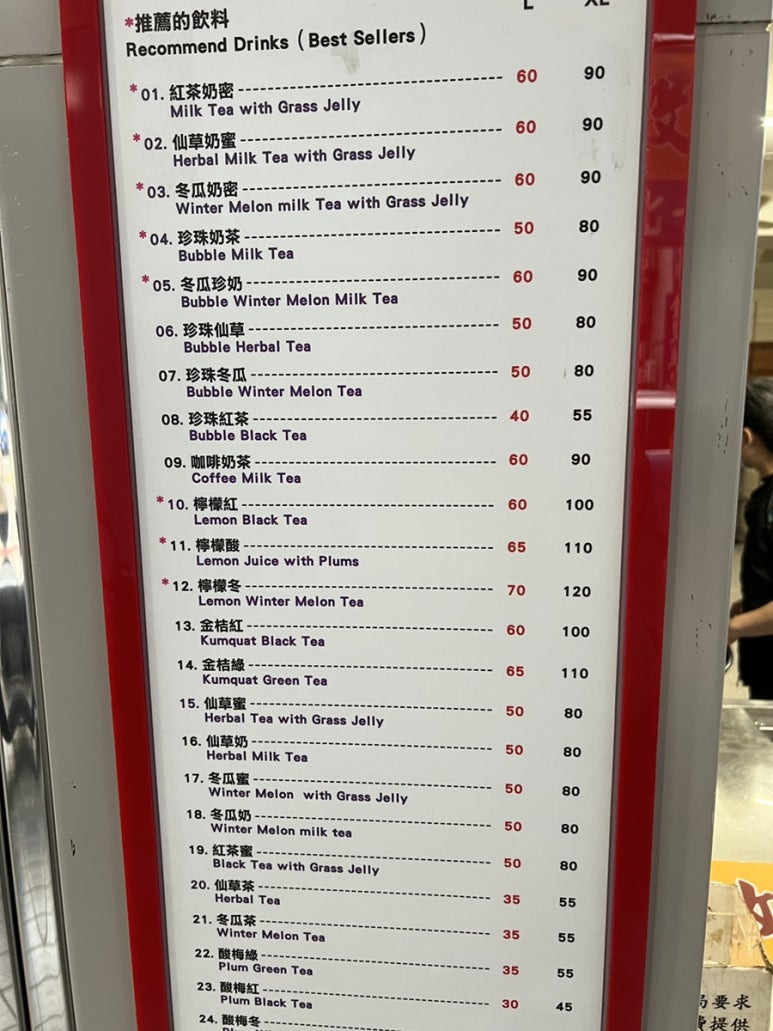 L XL
*推薦的飲料
Recommend Drinks (Best Sellers)
*01. 紅茶奶密 60 90
Milk Tea with Grass Jelly
*02. 仙草奶蜜 60 90
Herbal Milk Tea with Grass Jelly
*03. 冬瓜奶密 60 90
Winter Melon milk Tea with Grass Jelly
*04. 珍珠奶茶 50 80
Bubble Milk Tea
*05. 冬瓜珍奶 60 90
Bubble Winter Melon Milk Tea
06. 珍珠仙草 50 80
Bubble Herbal Tea
07. 珍珠冬瓜 50 80
Bubble Winter Melon Tea
08. 珍珠紅茶 40 55
Bubble Black Tea
09. 咖啡奶茶 60 90
Coffee Milk Tea
*10. 檸檬紅 60 100
Lemon Black Tea
*11. 檸檬酸 65 110
Lemon Juice with Plums
*12. 檸檬冬 70 120
Lemon Winter Melon Tea
13. 金桔紅 60 100
Kumquat Black Tea
14. 金桔綠 65 110
Kumquat Green Tea
15. 仙草蜜 50 80
Herbal Tea with Grass Jelly
16. 仙草奶 50 80
Herbal Milk Tea
17. 冬瓜蜜 50 80
Winter Melon with Grass Jelly
18. 冬瓜奶 50 80
Winter Melon milk tea
19. 紅茶蜜 50 80
Black Tea with Grass Jelly
20. 仙草茶 35 55
Herbal Tea
21. 冬瓜茶 35 55
Winter Melon Tea
22. 酸梅綠 35 55
Plum Green Tea
23. 酸梅紅 30 45
Plum Black Tea
24. 酸梅冬
要求
提供